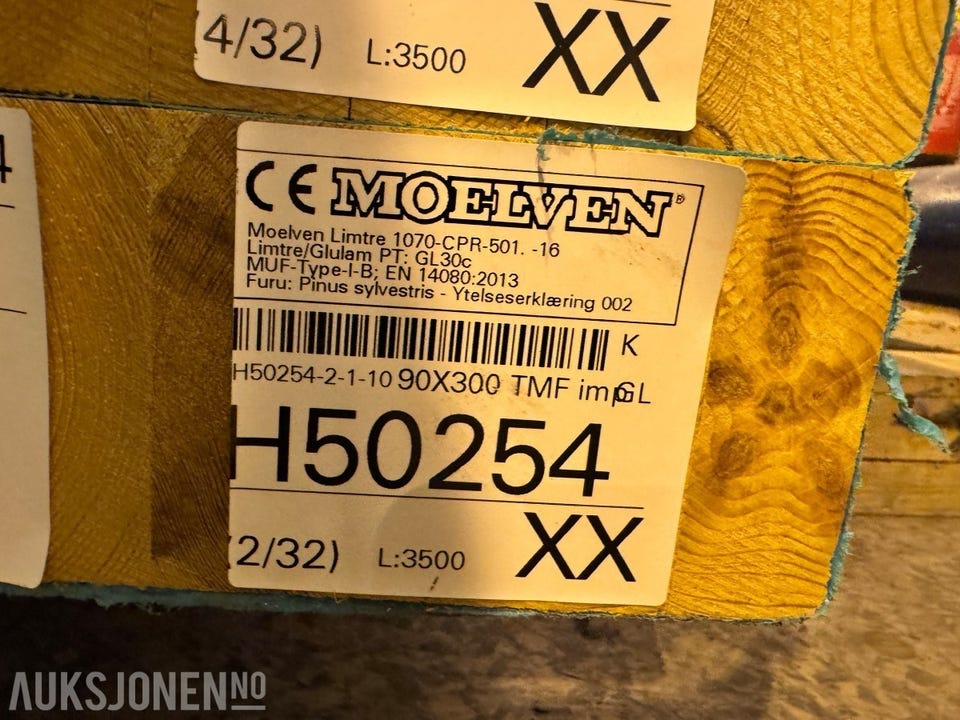 (4/32) L:3500 XX
4
CE MOELVEN®
Moelven Limtre 1070-CPR-501. -16
Limtre/Glulam PT: GL30c
MUF-Type-I-B; EN 14080:2013
Furu: Pinus sylvestris - Ytelseserklæring 002
K
H50254-2-1-10 90X300 TMF impGL
H50254
(2/32) L:3500 XX
AUKSJONEN NO